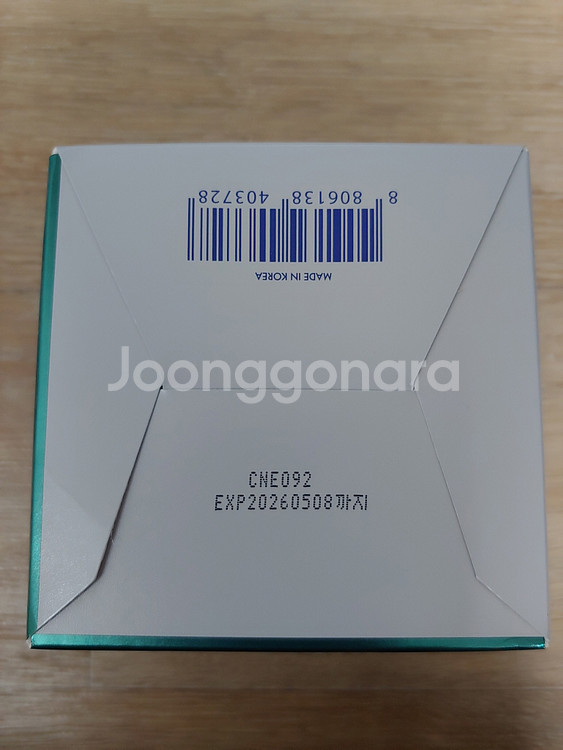 8 806138 403728
MADE IN KOREA
Joonggonara
CNE092
EXP20260508까지